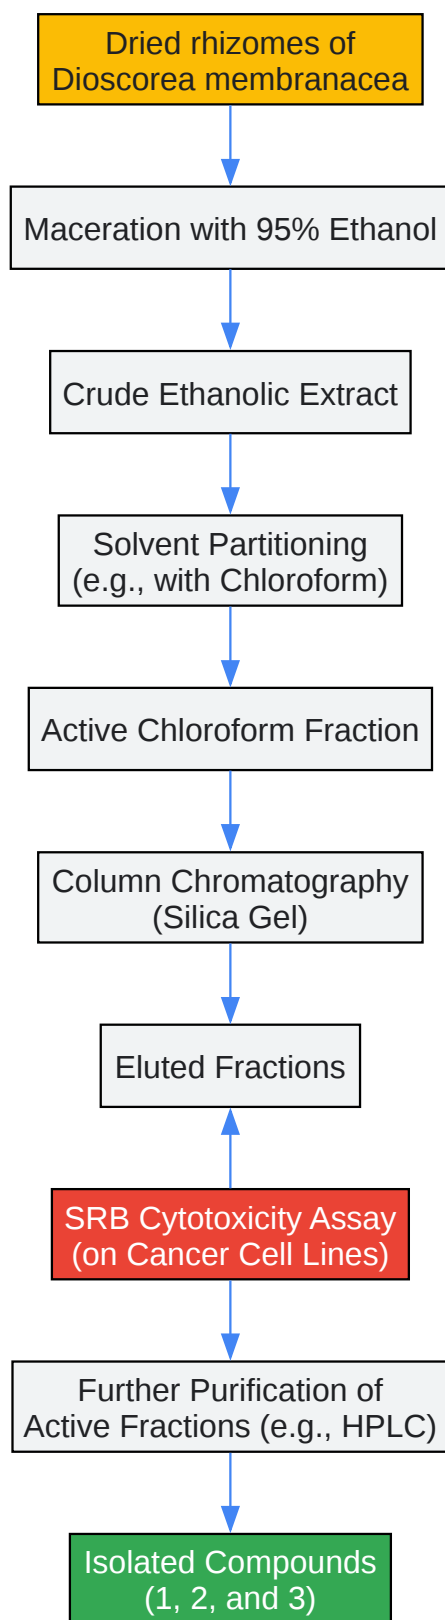 Dried rhizomes of
Dioscorea membranacea
Maceration with 95% Ethanol
Crude Ethanolic Extract
Solvent Partitioning
(e.g., with Chloroform)
Active Chloroform Fraction
Column Chromatography
(Silica Gel)
Eluted Fractions
SRB Cytotoxicity Assay
(on Cancer Cell Lines)
Further Purification of
Active Fractions (e.g., HPLC)
Isolated Compounds
(1, 2, and 3)